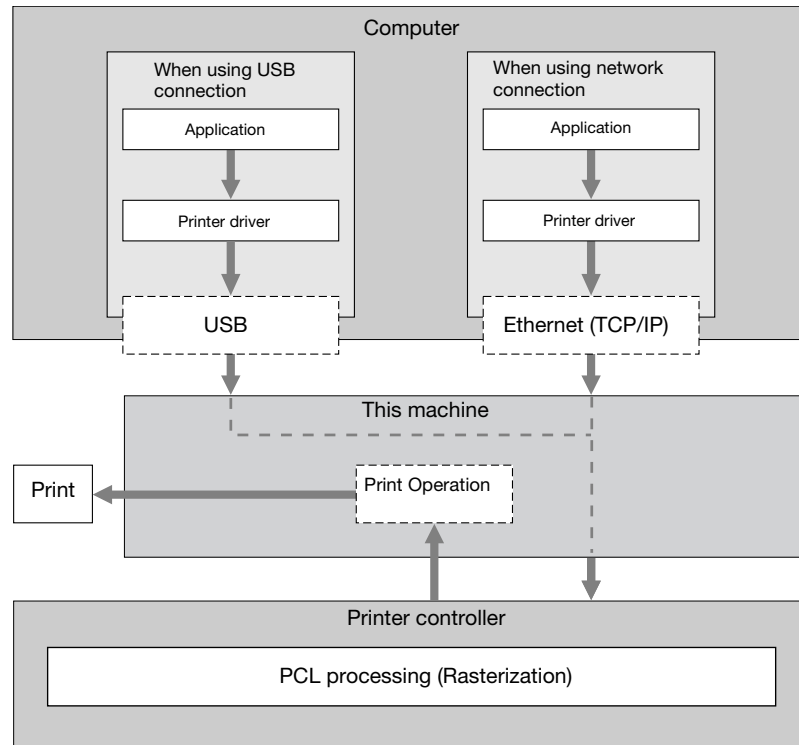 Computer
When using USB
connection
Application
Printer driver
USB
When using network
connection
Application
Printer driver
Ethernet (TCP/IP)
This machine
Print
Print Operation
Printer controller
PCL processing (Rasterization)